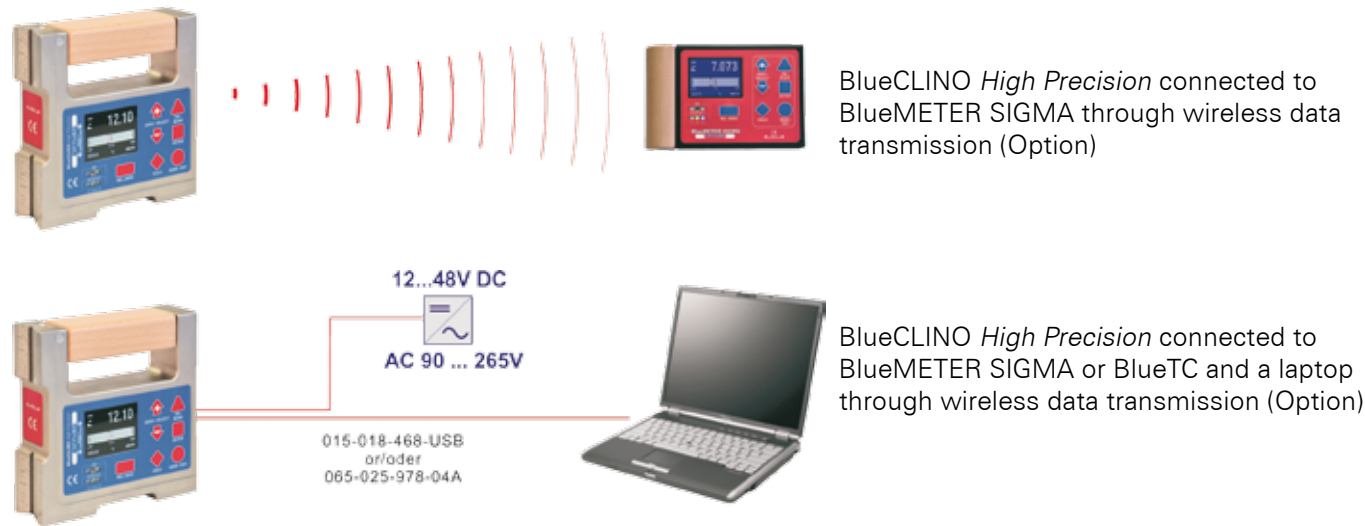 12.10
7.073
BlueMETER SIGMA
BlueCLINO High Precision connected to
BlueMETER SIGMA through wireless data
transmission (Option)
12...48V DC
AC 90 ... 265V
12.10
015-018-468-USB
or/oder
065-025-978-04A
BlueCLINO High Precision connected to
BlueMETER SIGMA or BlueTC and a laptop
through wireless data transmission (Option)